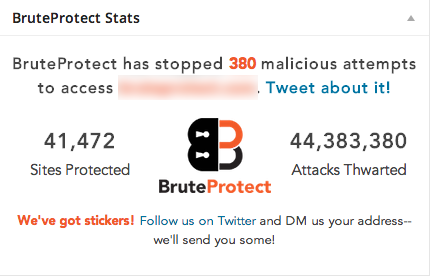 BruteProtect Stats
BruteProtect has stopped 380 malicious attempts
to access . Tweet about it!
41,472
Sites Protected
BruteProtect
44,383,380
Attacks Thwarted
We've got stickers! Follow us on Twitter and DM us your address--
we'll send you some!